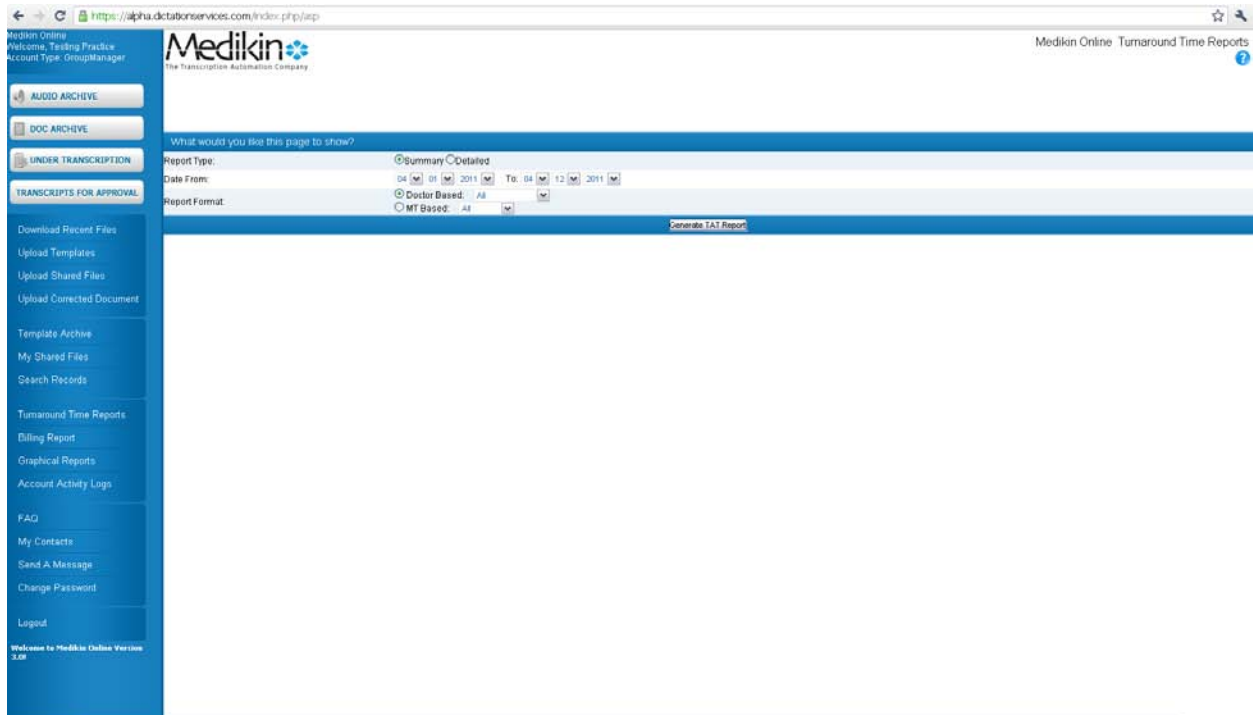 https://alpha.dictationservices.com/index.php/asp
Medikin Online
Welcome, Testing Practice
Account Type: GroupManager
AUDIO ARCHIVE
DOC ARCHIVE
UNDER TRANSCRIPTION
TRANSCRIPTS FOR APPROVAL
Download Recent Files
Upload Templates
Upload Shared Files
Upload Corrected Document
Template Archive
My Shared Files
Search Records
Turnaround Time Reports
Billing Report
Graphical Reports
Account Activity Logs
FAQ
My Contacts
Send A Message
Change Password
Logout
Welcome to Medikin Online Version
3.0!
Medikin
The Transcription Automation Company
Medikin Online Turnaround Time Reports
?
What would you like this page to show?
Report Type: Summary Detailed
Date From: 04 01 2011 To: 04 12 2011
Report Format: Doctor Based: All
MT Based: All
Generate TAT Report